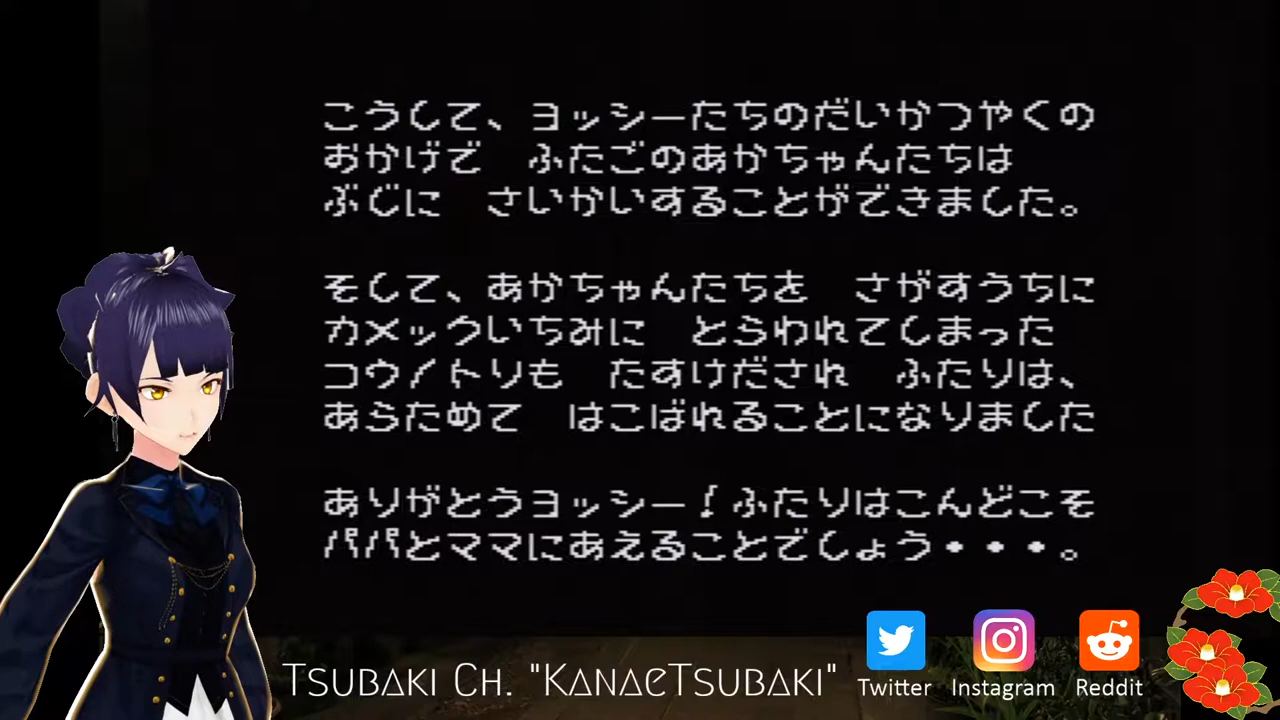 こうして、ヨッシーたちのだいかつやくの
おかげで　ふたごのあかちゃんたちは
ぶじに　さいかいすることができました。
そして、あかちゃんたちを　さがすうちに
カメックいちみに　とらわれてしまった
コウノトリも　たすけだされ　ふたりは、
あらためて　はこばれることになりました
ありがとうヨッシー！ふたりはこんどこそ
パパとママにあえることでしょう・・・。
Tsubaki Ch. "KanaeTsubaki"
Twitter Instagram Reddit